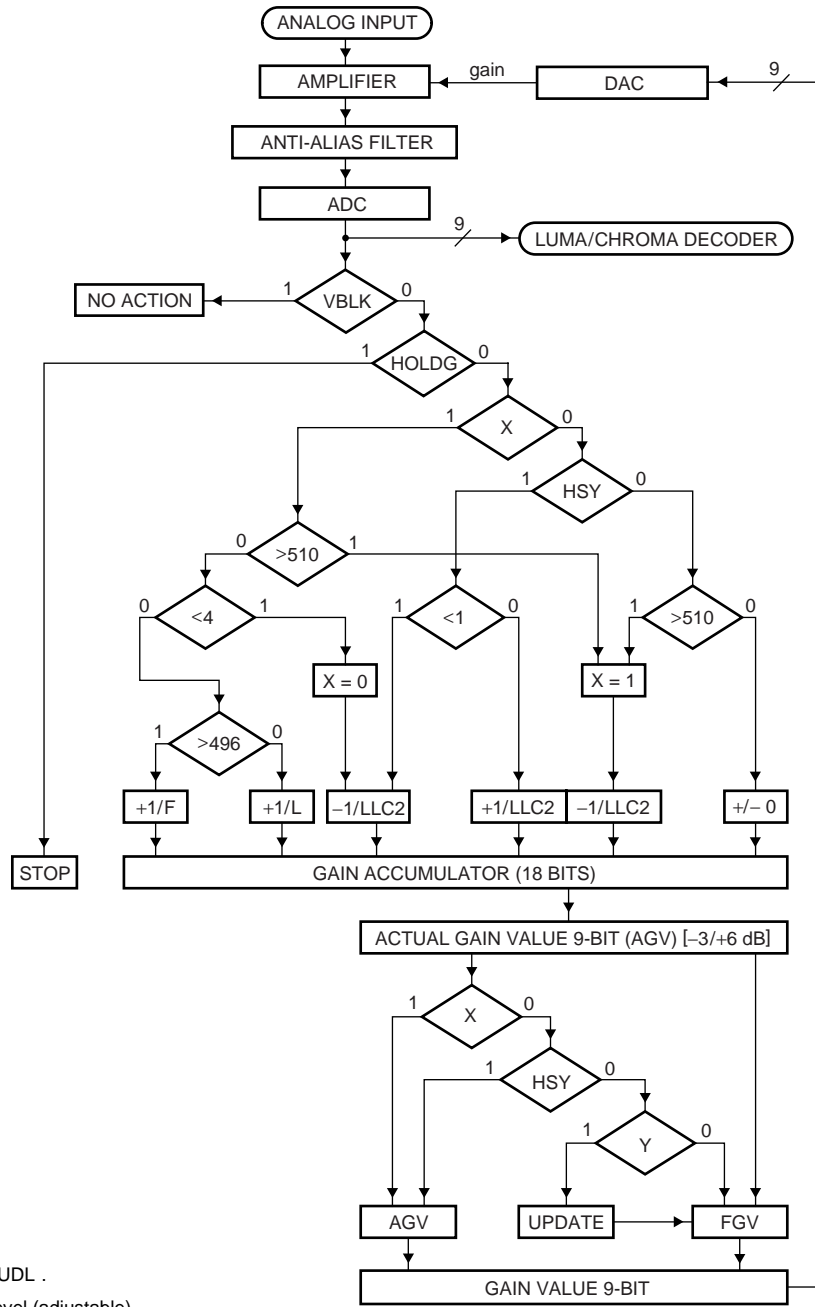 ANALOG INPUT
AMPLIFIER
gain
DAC
9
ANTI-ALIAS FILTER
ADC
9
LUMA/CHROMA DECODER
NO ACTION
1
VBLK
0
1
HOLDG
0
1
X
0
1
HSY
0
0
>510
1
0
<4
1
1
<1
0
1
>510
0
X = 0
X = 1
1
>496
0
+1/F
+1/L
−1/LLC2
+1/LLC2
−1/LLC2
+/− 0
STOP
GAIN ACCUMULATOR (18 BITS)
ACTUAL GAIN VALUE 9-BIT (AGV) [−3/+6 dB]
1
X
0
1
HSY
0
1
Y
0
AGV
UPDATE
FGV
UDL .
GAIN VALUE 9-BIT
(adjustable)